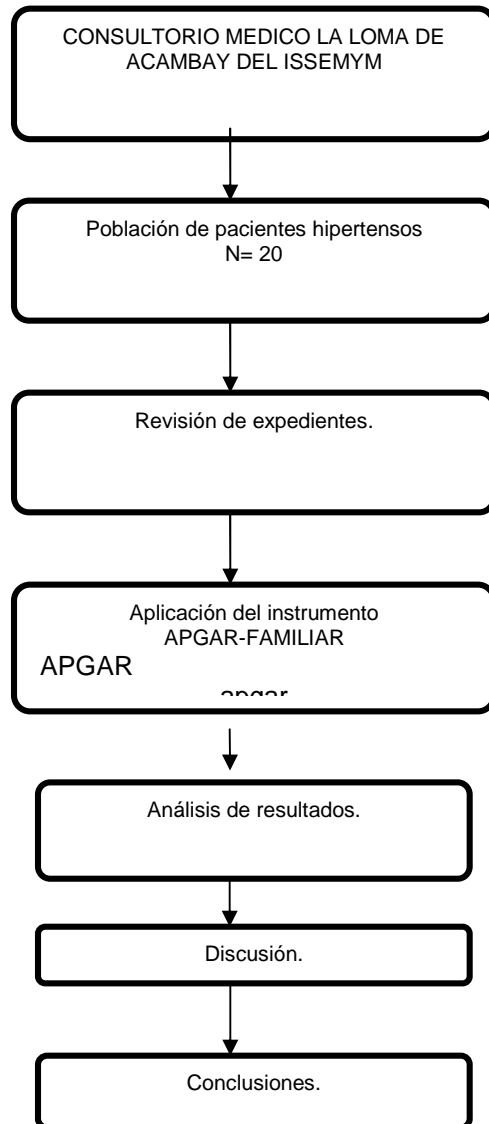 CONSULTORIO MEDICO LA LOMA DE
ACAMBAY DEL ISSEMYM
Población de pacientes hipertensos
N= 20
Revisión de expedientes.
Aplicación del instrumento
APGAR-FAMILIAR
APGAR
apgar
Análisis de resultados.
Discusión.
Conclusiones.